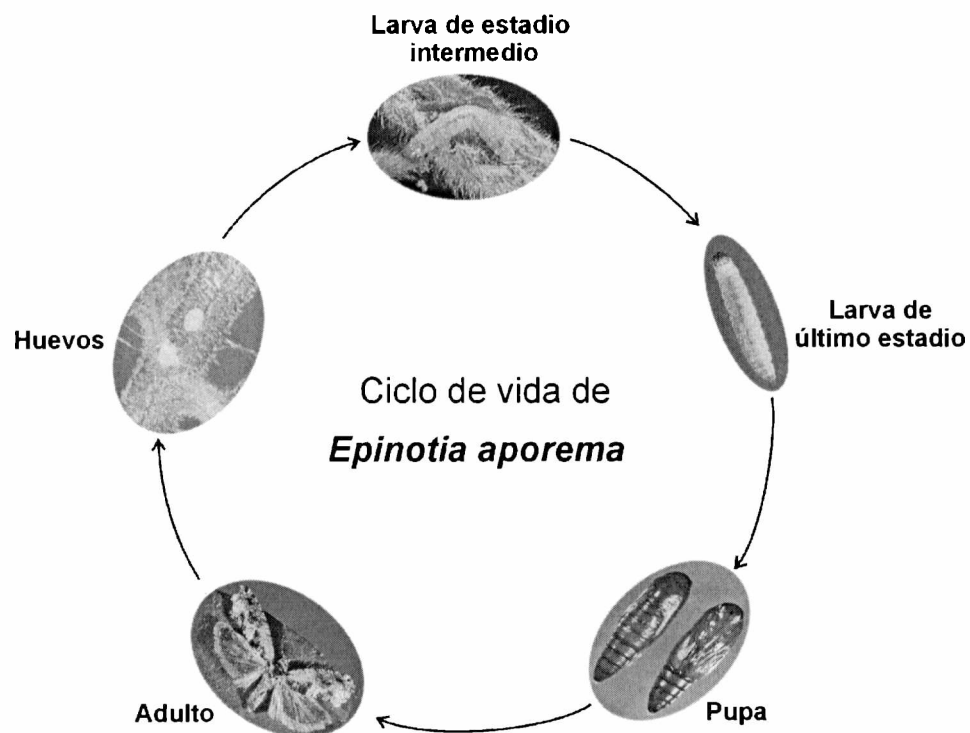 Larva de estadio
intermedio
Larva de
último estadio
Huevos
Ciclo de vida de
Epinotia aporema
Adulto
Pupa